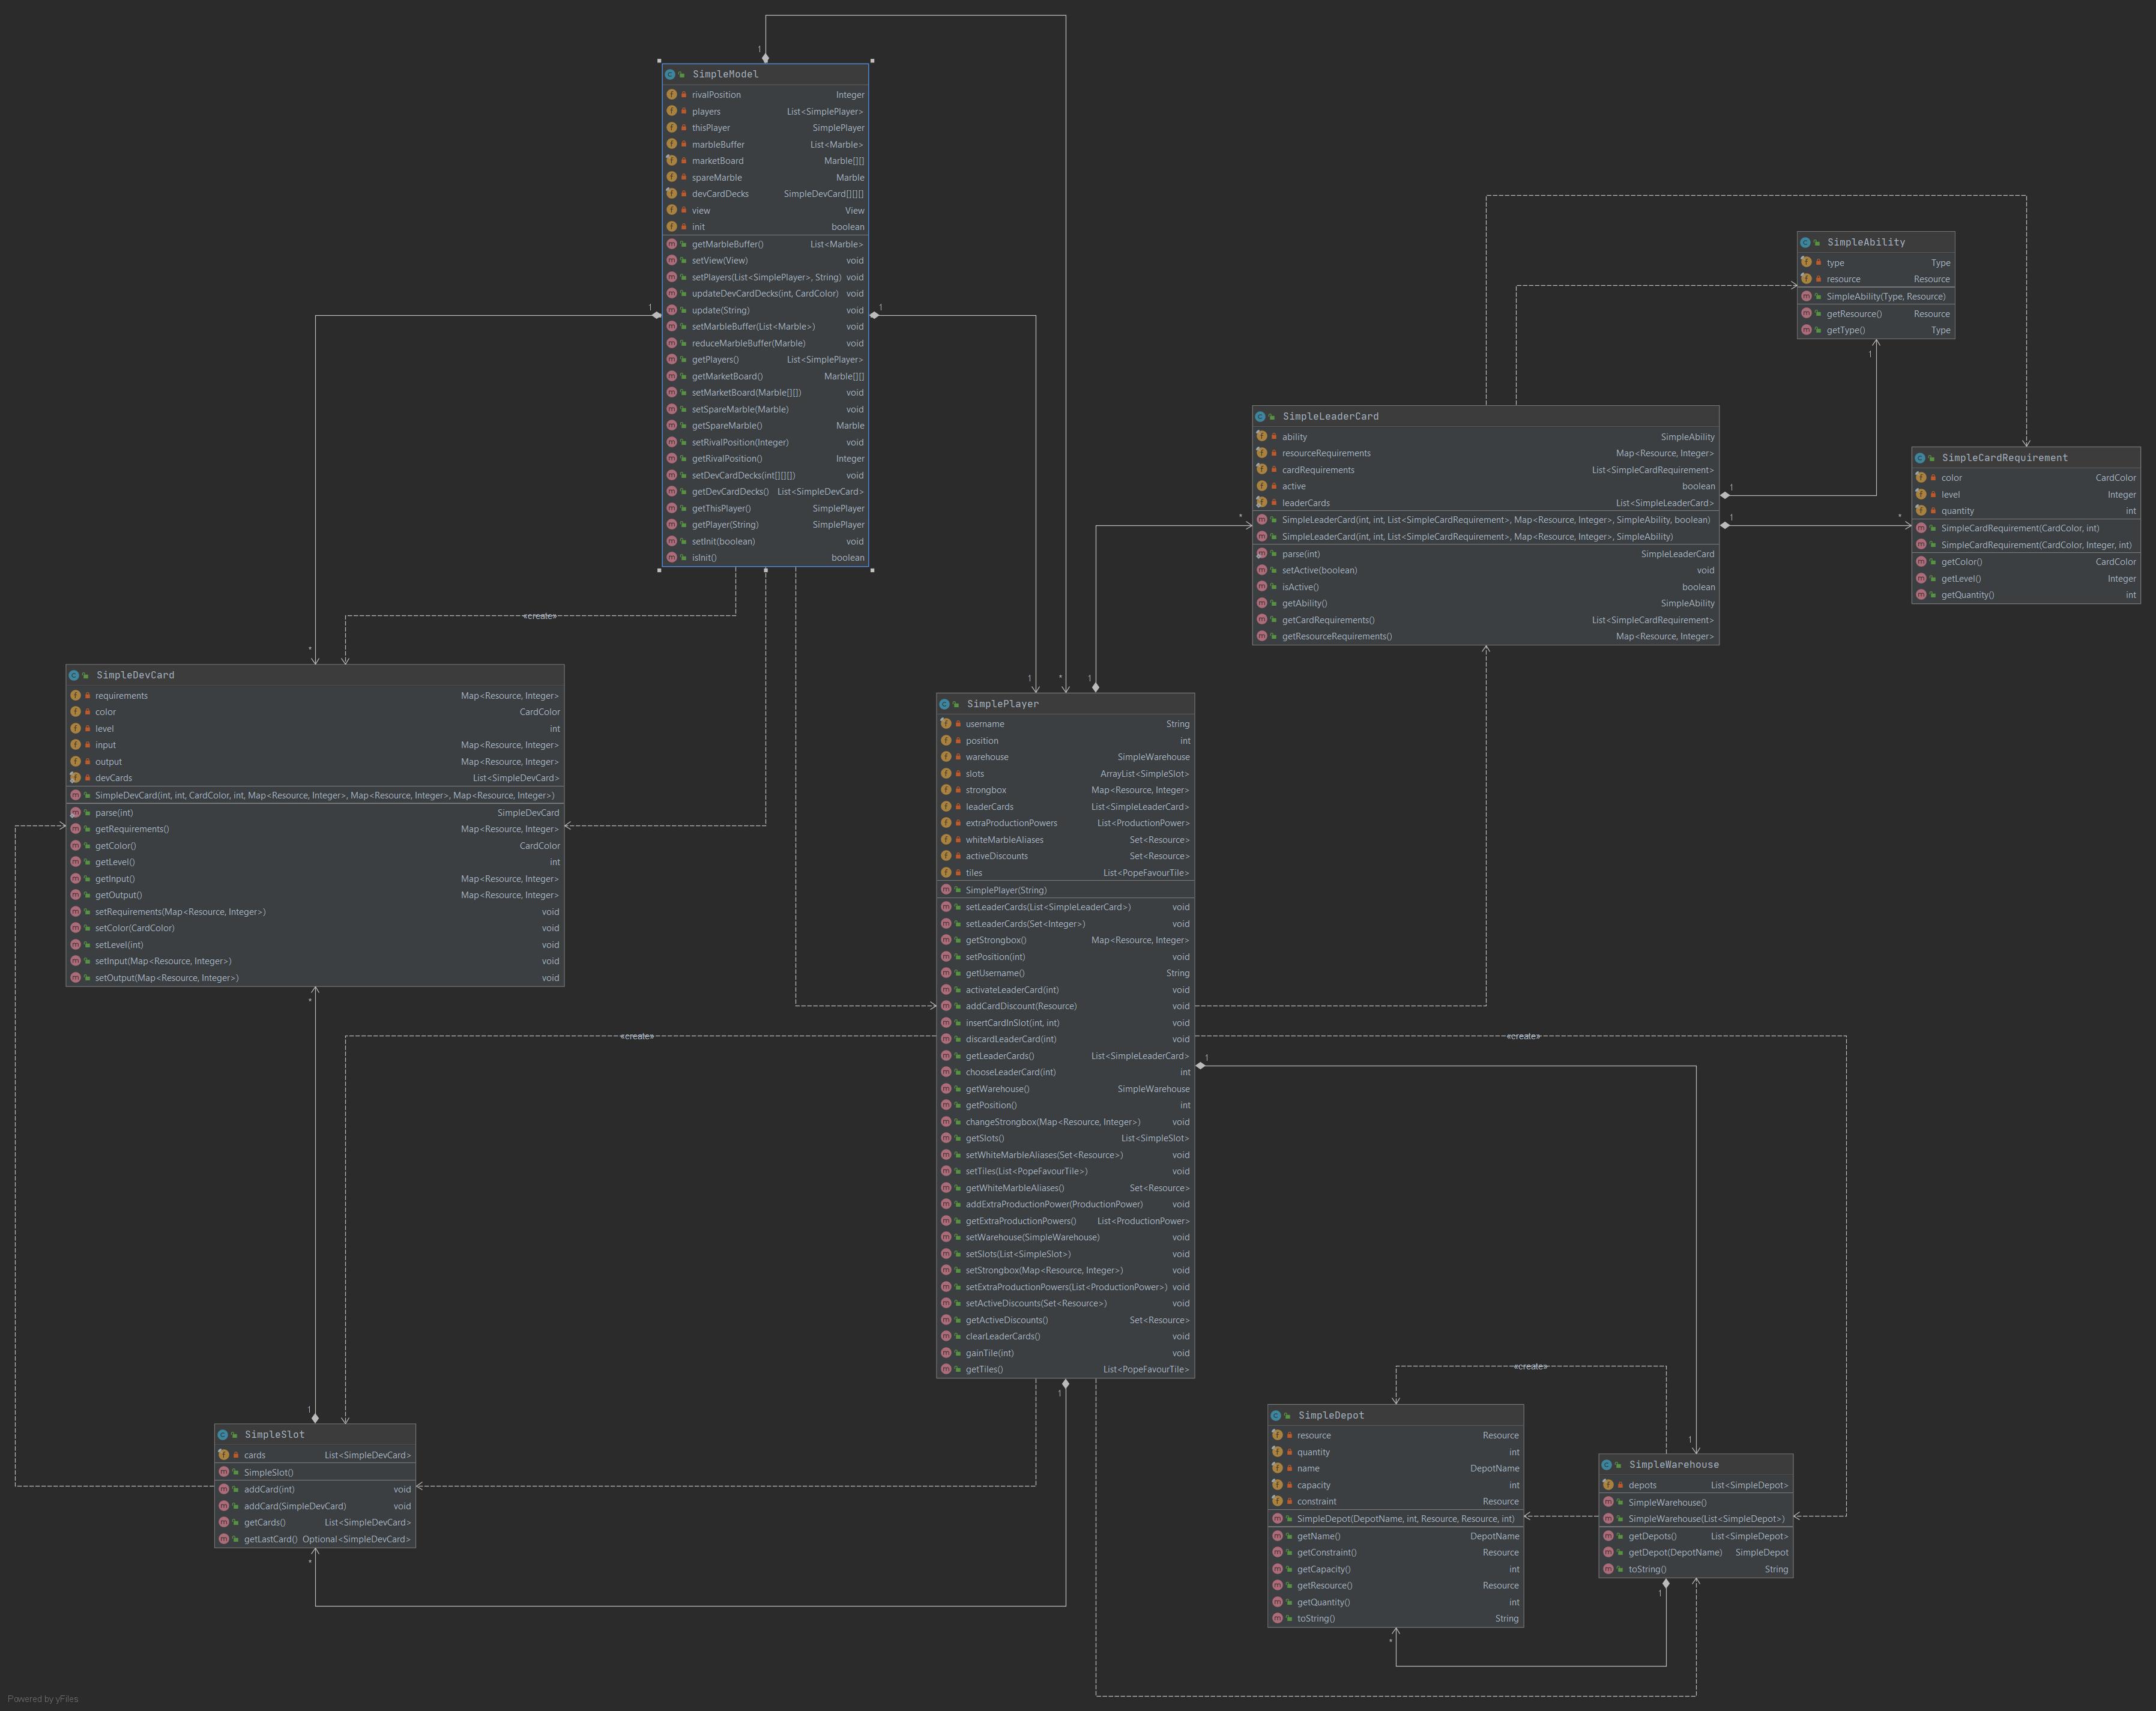 1
SimpleModel
rivalPosition Integer
players List<SimplePlayer>
thisPlayer SimplePlayer
marbleBuffer List<Marble>
marketBoard Marble[][]
spareMarble Marble
devCardDecks SimpleDevCard[][][]
view View
init boolean
getMarbleBuffer() List<Marble>
setView(View) void
setPlayers(List<SimplePlayer>, String) void
updateDevCardDecks(int, CardColor) void
update(String) void
setMarbleBuffer(List<Marble>) void
reduceMarbleBuffer(Marble) void
getPlayers() List<SimplePlayer>
getMarketBoard() Marble[][]
setMarketBoard(Marble[][]) void
setSpareMarble(Marble) void
getSpareMarble() Marble
setRivalPosition(Integer) void
getRivalPosition() Integer
setDevCardDecks(int[][][]) void
getDevCardDecks() List<SimpleDevCard>
getThisPlayer() SimplePlayer
getPlayer(String) SimplePlayer
setInit(boolean) void
isInit() boolean
1
1
SimpleAbility
type Type
resource Resource
SimpleAbility(Type, Resource)
getResource() Resource
getType() Type
1
SimpleLeaderCard
ability SimpleAbility
resourceRequirements Map<Resource, Integer>
cardRequirements List<SimpleCardRequirement>
active boolean
leaderCards List<SimpleLeaderCard>
SimpleLeaderCard(int, int, List<SimpleCardRequirement>, Map<Resource, Integer>, SimpleAbility, boolean)
SimpleLeaderCard(int, int, List<SimpleCardRequirement>, Map<Resource, Integer>, SimpleAbility)
parse(int) SimpleLeaderCard
setActive(boolean) void
isActive() boolean
getAbility() SimpleAbility
getCardRequirements() List<SimpleCardRequirement>
getResourceRequirements() Map<Resource, Integer>
1
1
*
*
SimpleCardRequirement
color CardColor
level Integer
quantity int
SimpleCardRequirement(CardColor, int)
SimpleCardRequirement(CardColor, Integer, int)
getColor() CardColor
getLevel() Integer
getQuantity() int
«create»
*
SimpleDevCard
requirements Map<Resource, Integer>
color CardColor
level int
input Map<Resource, Integer>
output Map<Resource, Integer>
devCards List<SimpleDevCard>
SimpleDevCard(int, int, CardColor, int, Map<Resource, Integer>, Map<Resource, Integer>, Map<Resource, Integer>)
parse(int) SimpleDevCard
getRequirements() Map<Resource, Integer>
getColor() CardColor
getLevel() int
getInput() Map<Resource, Integer>
getOutput() Map<Resource, Integer>
setRequirements(Map<Resource, Integer>) void
setColor(CardColor) void
setLevel(int) void
setInput(Map<Resource, Integer>) void
setOutput(Map<Resource, Integer>) void
*
1
*
1
SimplePlayer
username String
position int
warehouse SimpleWarehouse
slots ArrayList<SimpleSlot>
strongbox Map<Resource, Integer>
leaderCards List<SimpleLeaderCard>
extraProductionPowers List<ProductionPower>
whiteMarbleAliases Set<Resource>
activeDiscounts Set<Resource>
tiles List<PopeFavourTile>
SimplePlayer(String)
setLeaderCards(List<SimpleLeaderCard>) void
setLeaderCards(Set<Integer>) void
getStrongbox() Map<Resource, Integer>
setPosition(int) void
getUsername() String
activateLeaderCard(int) void
addCardDiscount(Resource) void
insertCardInSlot(int, int) void
discardLeaderCard(int) void
getLeaderCards() List<SimpleLeaderCard>
chooseLeaderCard(int) int
getWarehouse() SimpleWarehouse
getPosition() int
changeStrongbox(Map<Resource, Integer>) void
getSlots() List<SimpleSlot>
setWhiteMarbleAliases(Set<Resource>) void
setTiles(List<PopeFavourTile>) void
getWhiteMarbleAliases() Set<Resource>
addExtraProductionPower(ProductionPower) void
getExtraProductionPowers() List<ProductionPower>
setWarehouse(SimpleWarehouse) void
setSlots(List<SimpleSlot>) void
setStrongbox(Map<Resource, Integer>) void
setExtraProductionPowers(List<ProductionPower>) void
setActiveDiscounts(Set<Resource>) void
getActiveDiscounts() Set<Resource>
clearLeaderCards() void
gainTile(int) void
getTiles() List<PopeFavourTile>
1
1
«create»
«create»
«create»
1
SimpleSlot
cards List<SimpleDevCard>
SimpleSlot()
addCard(int) void
addCard(SimpleDevCard) void
getCards() List<SimpleDevCard>
getLastCard() Optional<SimpleDevCard>
*
SimpleDepot
resource Resource
quantity int
name DepotName
capacity int
constraint Resource
SimpleDepot(DepotName, int, Resource, Resource, int)
getName() DepotName
getConstraint() Resource
getCapacity() int
getResource() Resource
getQuantity() int
toString() String
*
1
SimpleWarehouse
depots List<SimpleDepot>
SimpleWarehouse()
SimpleWarehouse(List<SimpleDepot>)
getDepots() List<SimpleDepot>
getDepot(DepotName) SimpleDepot
toString() String
1
Powered by yFiles